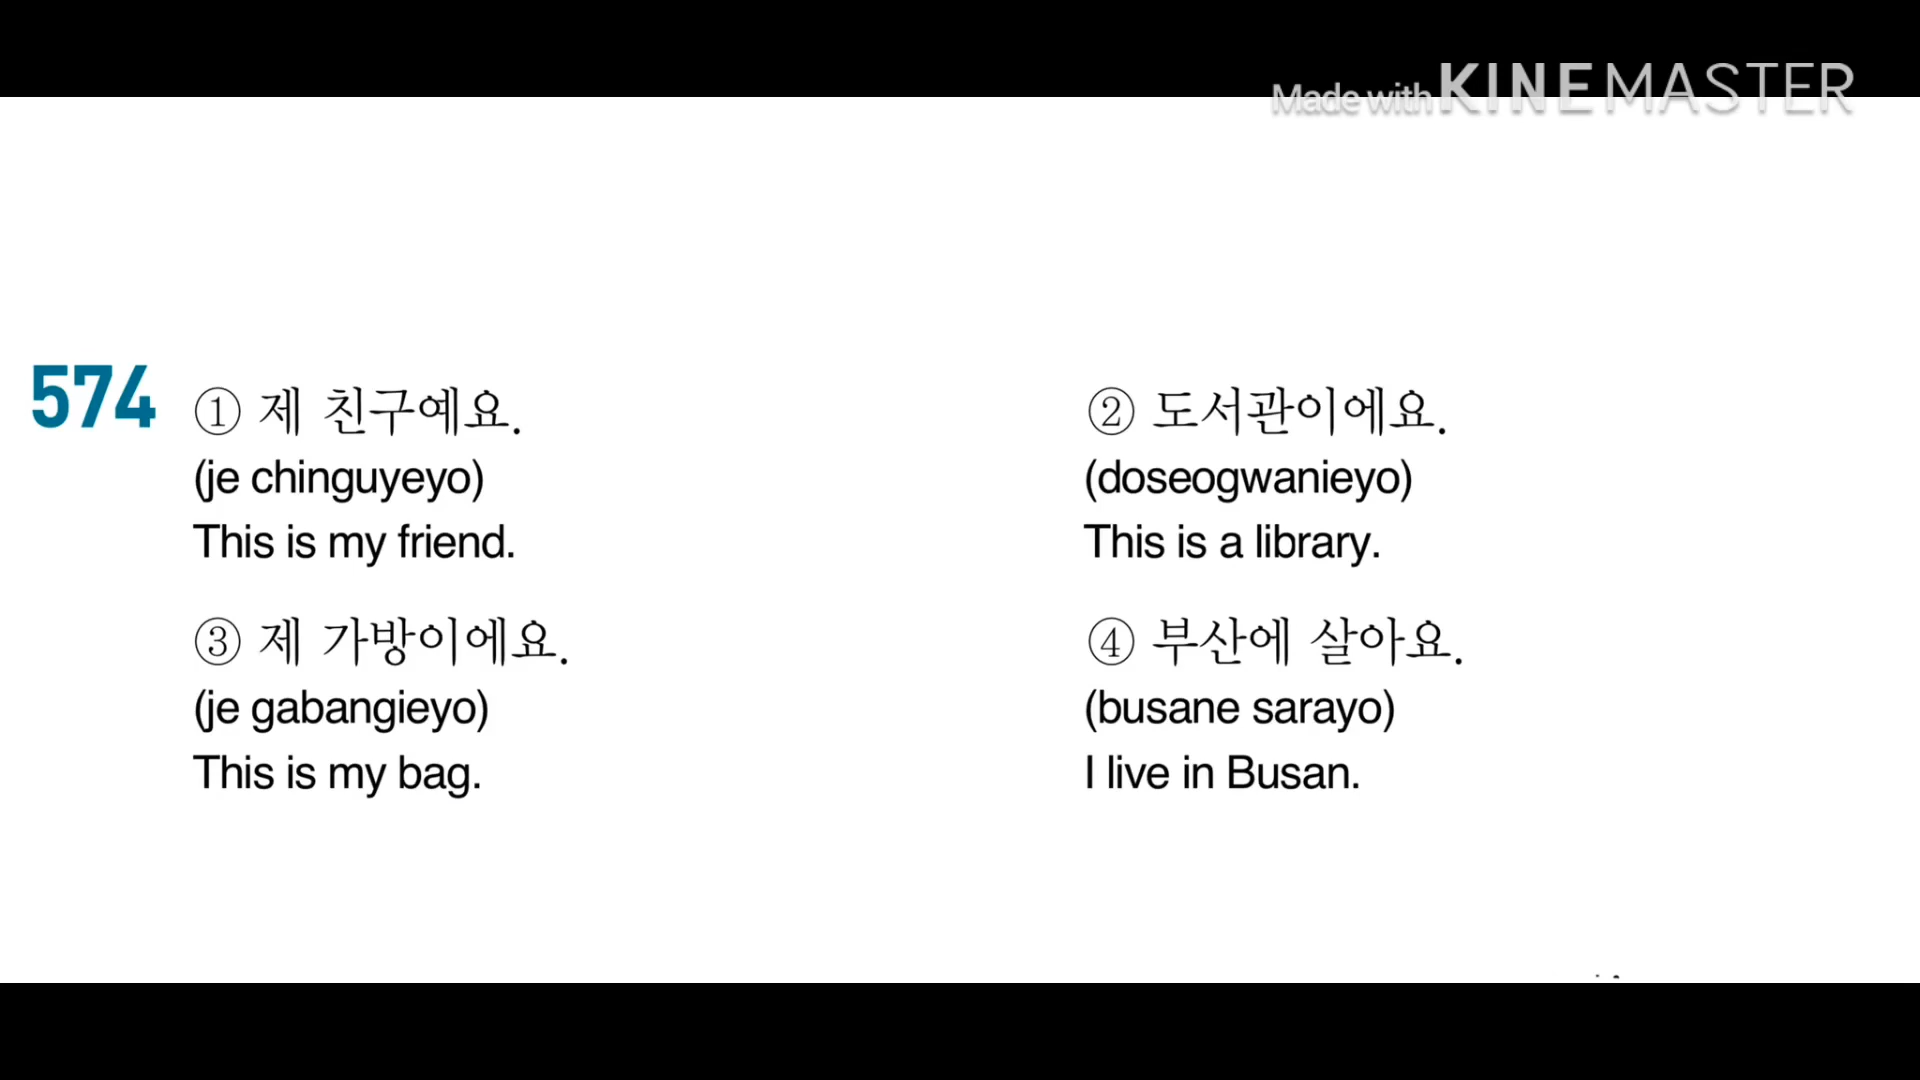 Made with KINEMASTER
574
① 제 친구예요.
(je chinguyeyo)
This is my friend.
② 도서관이에요.
(doseogwanieyo)
This is a library.
③ 제 가방이에요.
(je gabangieyo)
This is my bag.
④ 부산에 살아요.
(busane sarayo)
I live in Busan.